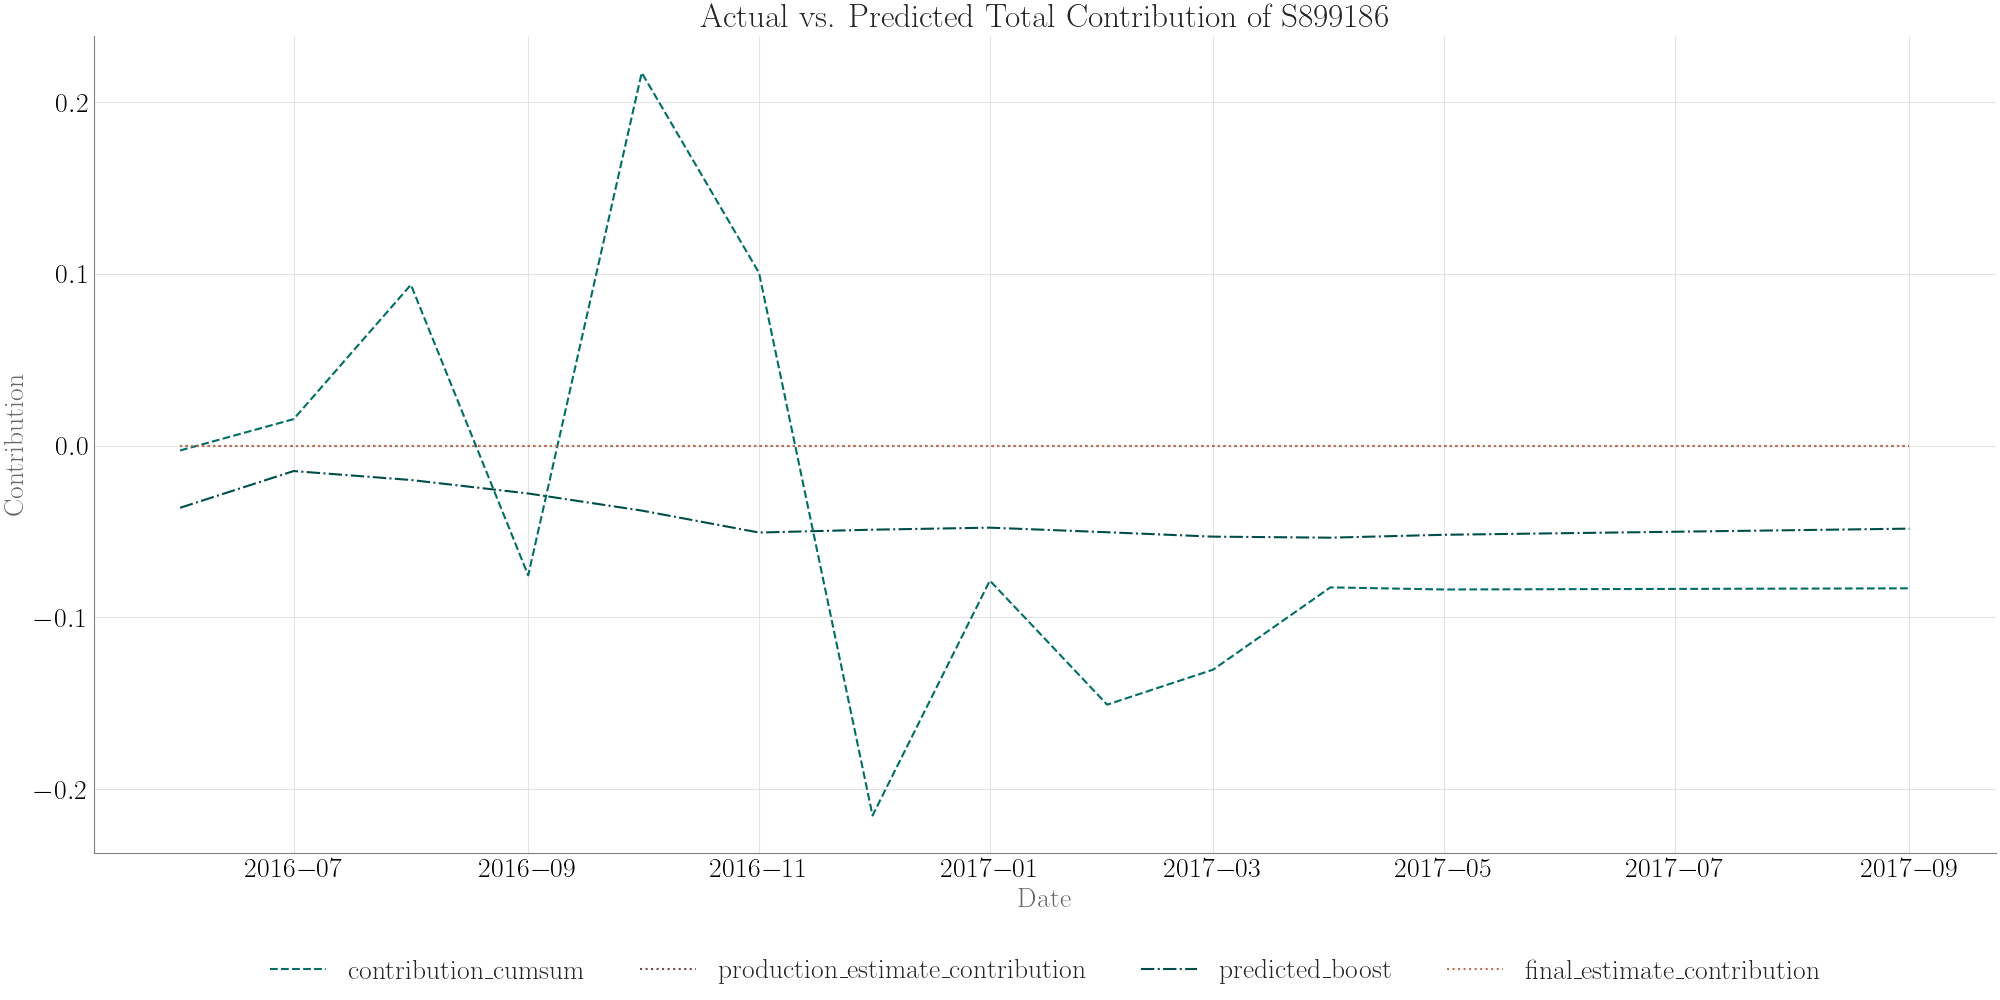 Actual vs. Predicted Total Contribution of S899186
0.2
0.1
0.0
−0.1
−0.2
Contribution
2016−07 2016−09 2016−11 2017−01 2017−03 2017−05 2017−07 2017−09
Date
contribution_cumsum production_estimate_contribution predicted_boost final_estimate_contribution